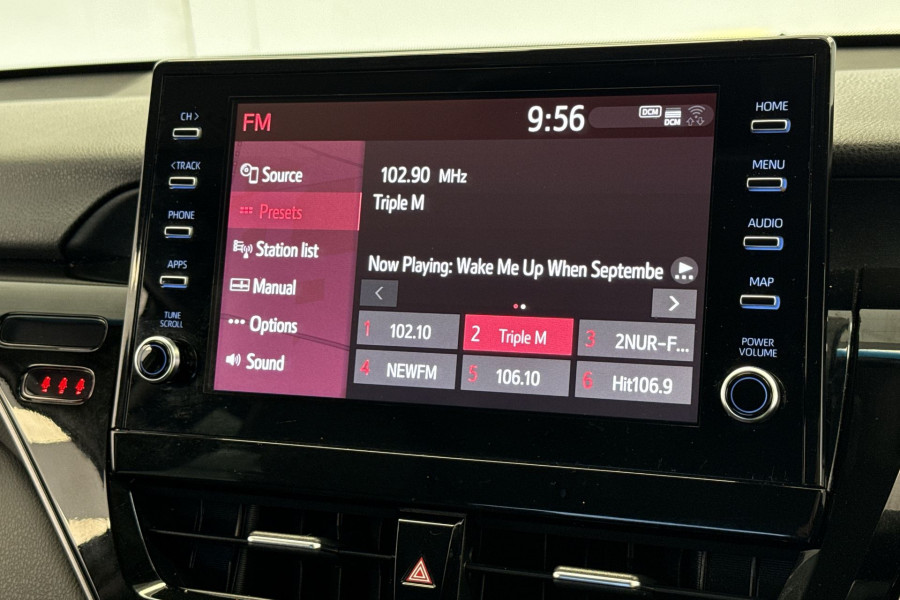 FM
9:56
DCM
DCM
Source
Presets
Station list
Manual
Options
Sound
102.90 MHz
Triple M
Now Playing: Wake Me Up When Septembe
1 102.10
2 Triple M
3 2NUR-F...
4 NEWFM
5 106.10
6 Hit106.9
CH >
< TRACK
PHONE
APPS
TUNE
SCROLL
HOME
MENU
AUDIO
MAP
POWER
VOLUME